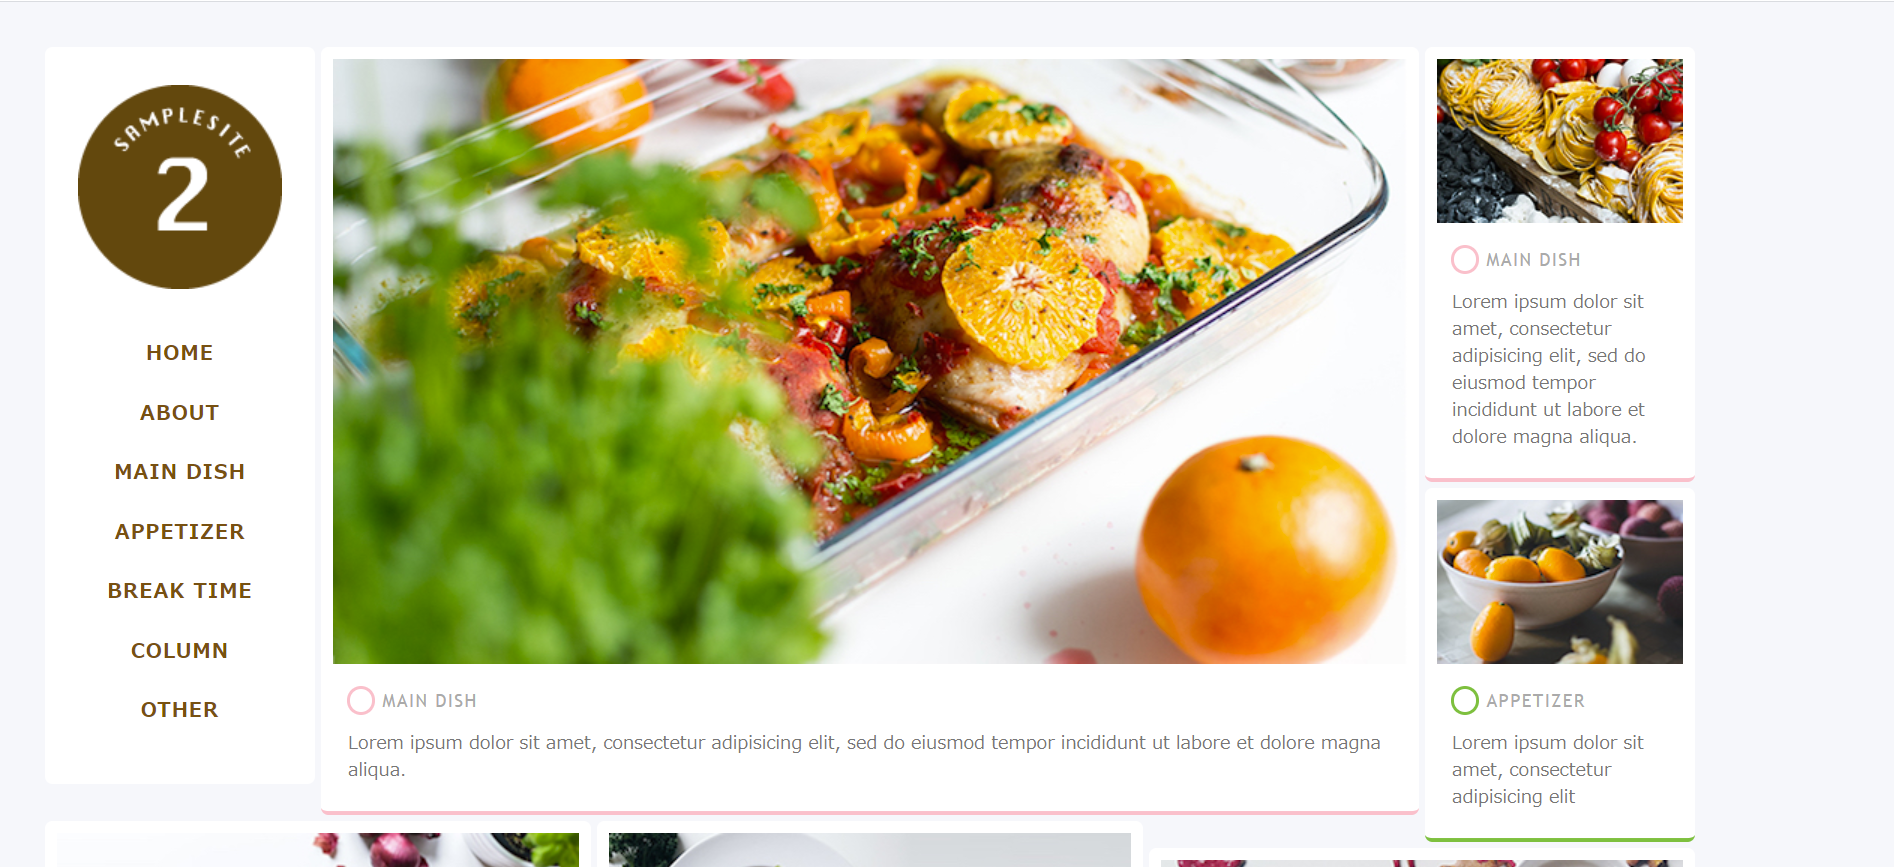 SAMPLESITE
2
HOME
ABOUT
MAIN DISH
APPETIZER
BREAK TIME
COLUMN
OTHER
MAIN DISH
Lorem ipsum dolor sit amet, consectetur adipisicing elit, sed do eiusmod tempor incididunt ut labore et dolore magna
aliqua.
MAIN DISH
Lorem ipsum dolor sit
amet, consectetur
adipisicing elit, sed do
eiusmod tempor
incididunt ut labore et
dolore magna aliqua.
APPETIZER
Lorem ipsum dolor sit
amet, consectetur
adipisicing elit